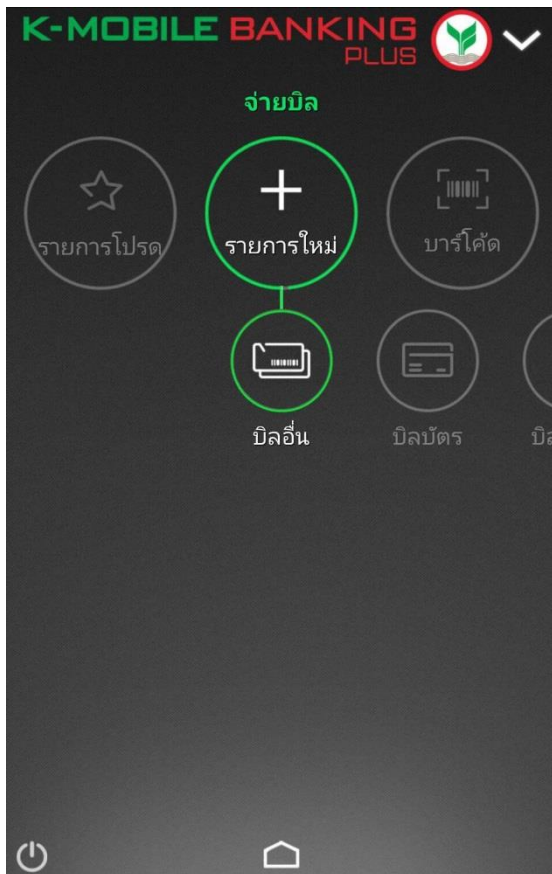 K-MOBILE BANKING
PLUS
จ่ายบิล
รายการโปรด
รายการใหม่
บาร์โค้ด
บิลอื่น
บิลบัตร